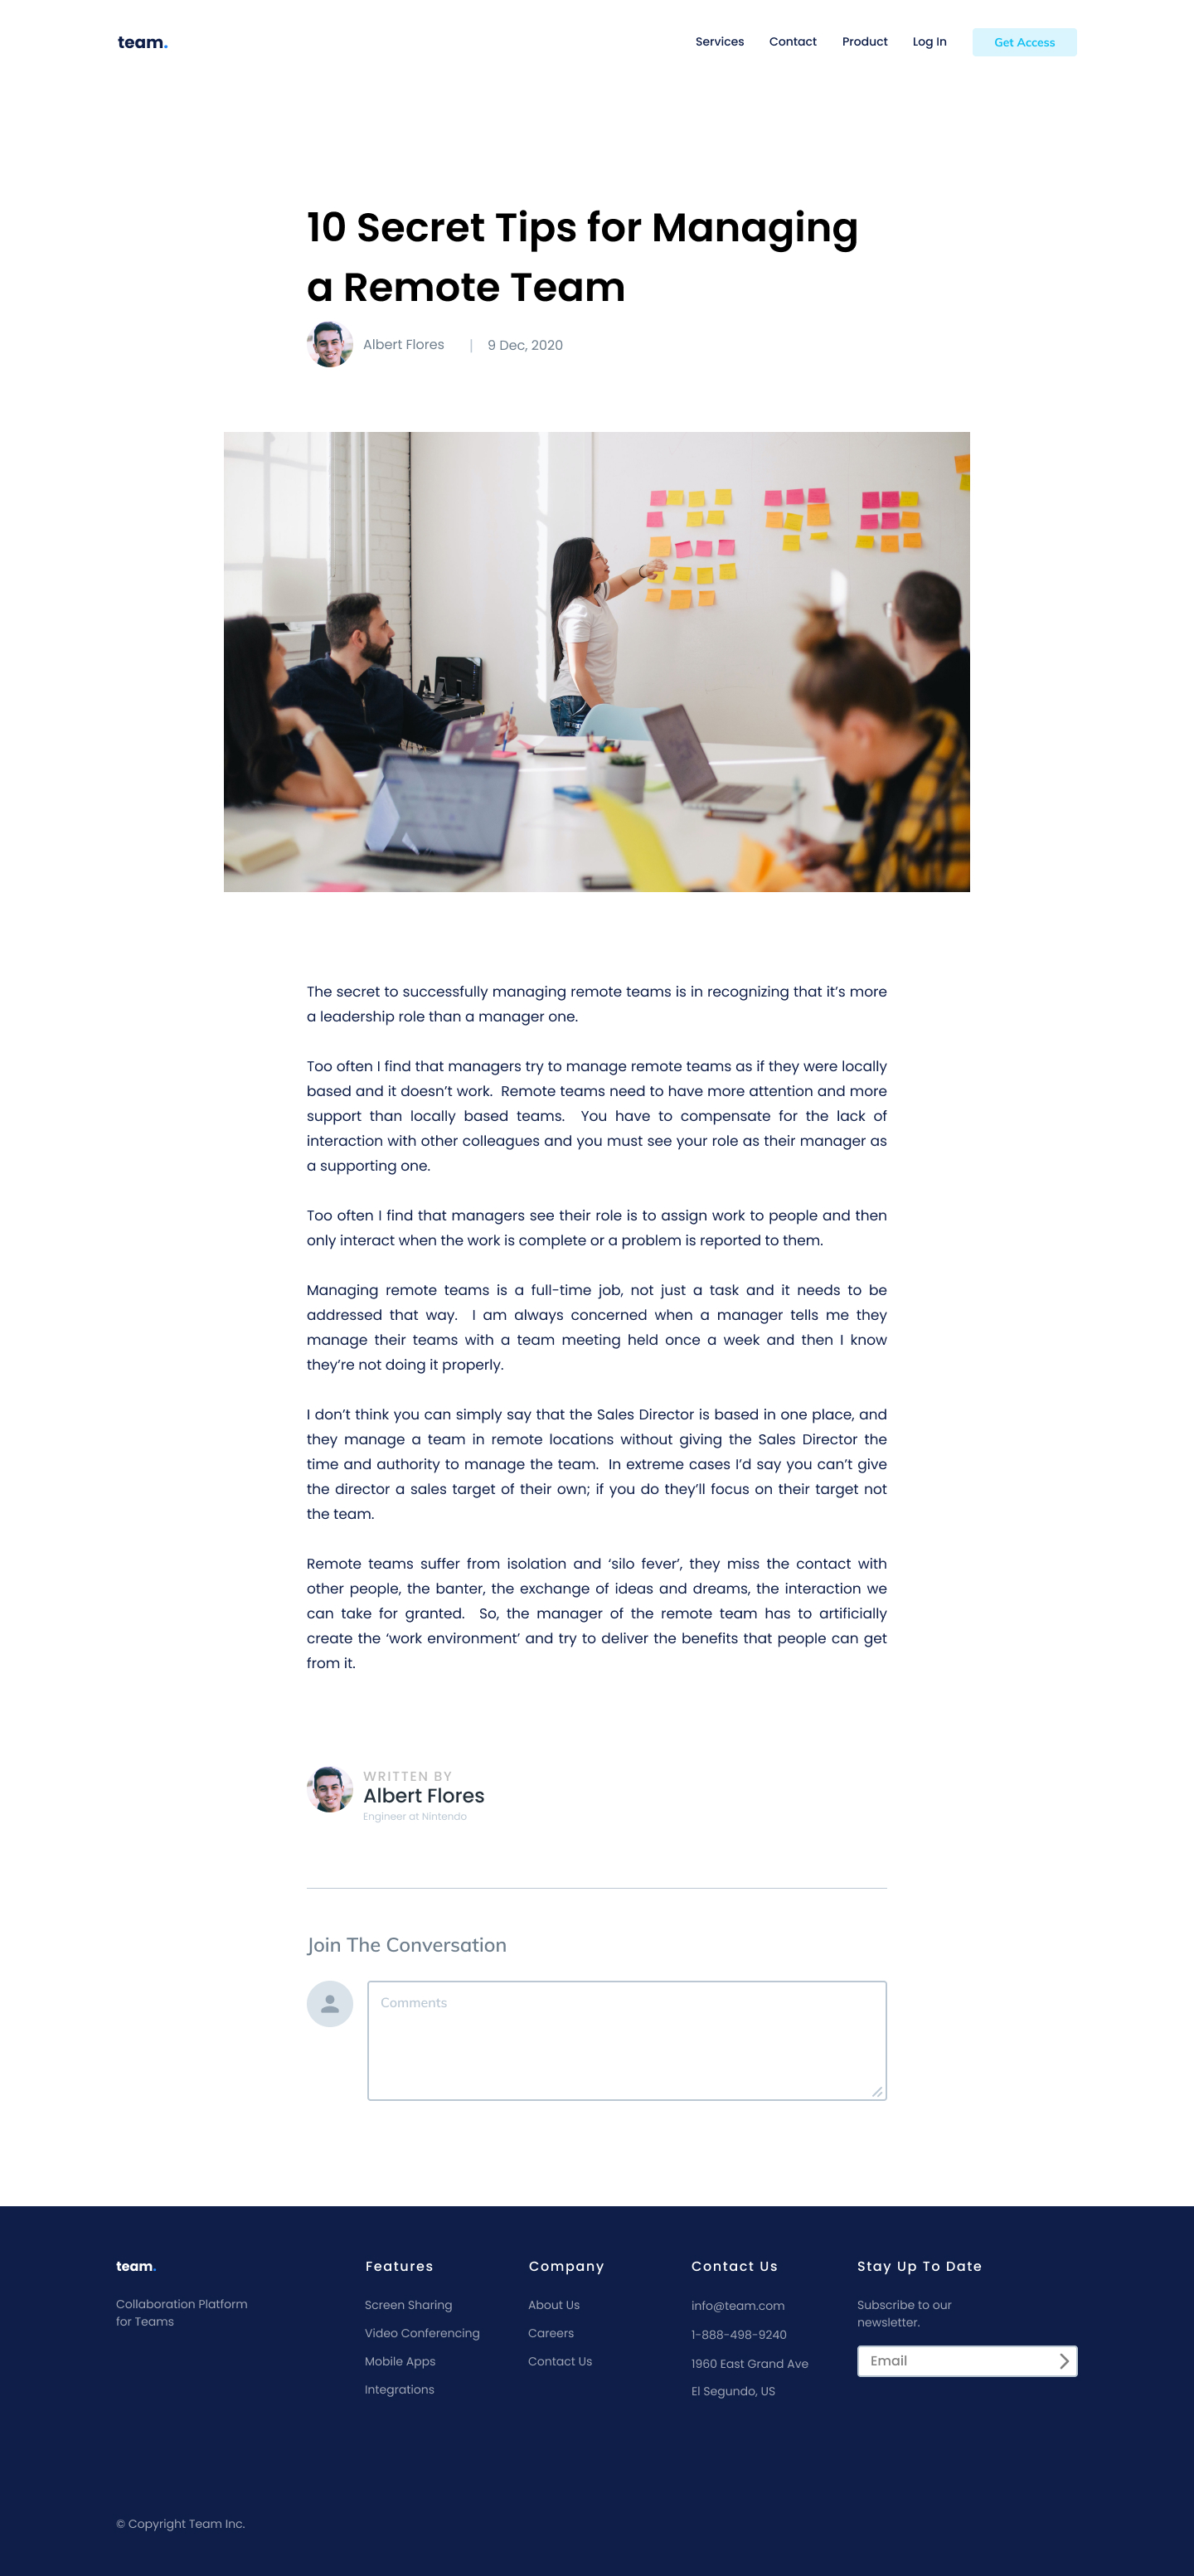 team.
Services Contact Product Log In Get Access
10 Secret Tips for Managing
a Remote Team
Albert Flores | 9 Dec, 2020
The secret to successfully managing remote teams is in recognizing that it’s more
a leadership role than a manager one.
Too often I find that managers try to manage remote teams as if they were locally
based and it doesn’t work.  Remote teams need to have more attention and more
support than locally based teams.  You have to compensate for the lack of
interaction with other colleagues and you must see your role as their manager as
a supporting one.
Too often I find that managers see their role is to assign work to people and then
only interact when the work is complete or a problem is reported to them.
Managing remote teams is a full-time job, not just a task and it needs to be
addressed that way.  I am always concerned when a manager tells me they
manage their teams with a team meeting held once a week and then I know
they’re not doing it properly.
I don’t think you can simply say that the Sales Director is based in one place, and
they manage a team in remote locations without giving the Sales Director the
time and authority to manage the team.  In extreme cases I’d say you can’t give
the director a sales target of their own; if you do they’ll focus on their target not
the team.
Remote teams suffer from isolation and ‘silo fever’, they miss the contact with
other people, the banter, the exchange of ideas and dreams, the interaction we
can take for granted.  So, the manager of the remote team has to artificially
create the ‘work environment’ and try to deliver the benefits that people can get
from it.
WRITTEN BY
Albert Flores
Engineer at Nintendo
Join The Conversation
Comments
team.
Collaboration Platform
for Teams
Features
Screen Sharing
Video Conferencing
Mobile Apps
Integrations
Company
About Us
Careers
Contact Us
Contact Us
info@team.com
1-888-498-9240
1960 East Grand Ave
El Segundo, US
Stay Up To Date
Subscribe to our
newsletter.
Email
© Copyright Team Inc.